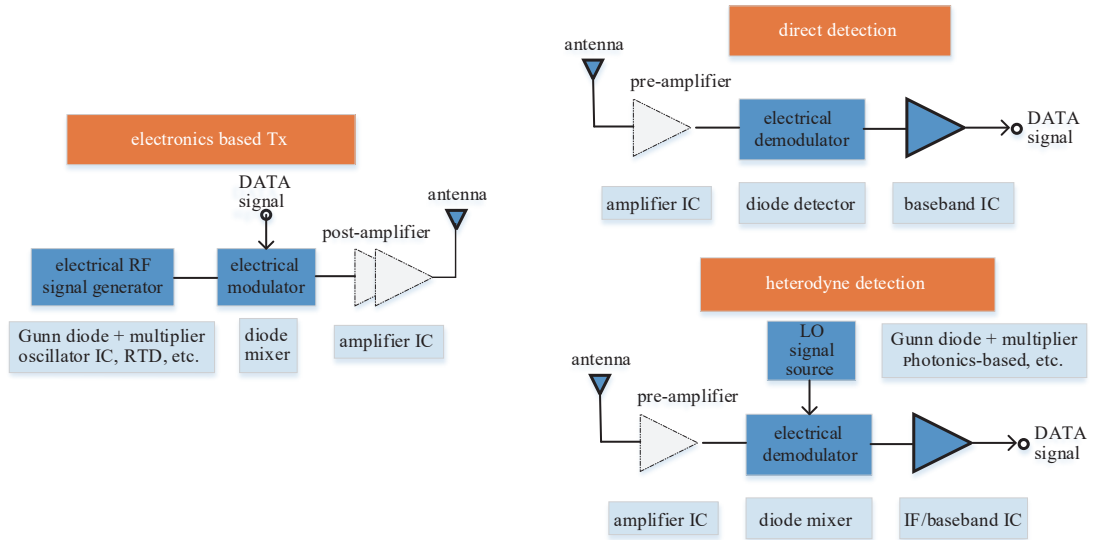 electronics based Tx
DATA
signal
antenna
post-amplifier
electrical RF
signal generator
electrical
modulator
Gunn diode + multiplier
oscillator IC, RTD, etc.
diode
mixer
amplifier IC
direct detection
antenna
pre-amplifier
electrical
demodulator
DATA
signal
amplifier IC
diode detector
baseband IC
heterodyne detection
LO
signal
source
Gunn diode + multiplier
Photonics-based, etc.
antenna
pre-amplifier
electrical
demodulator
DATA
signal
amplifier IC
diode mixer
IF/baseband IC